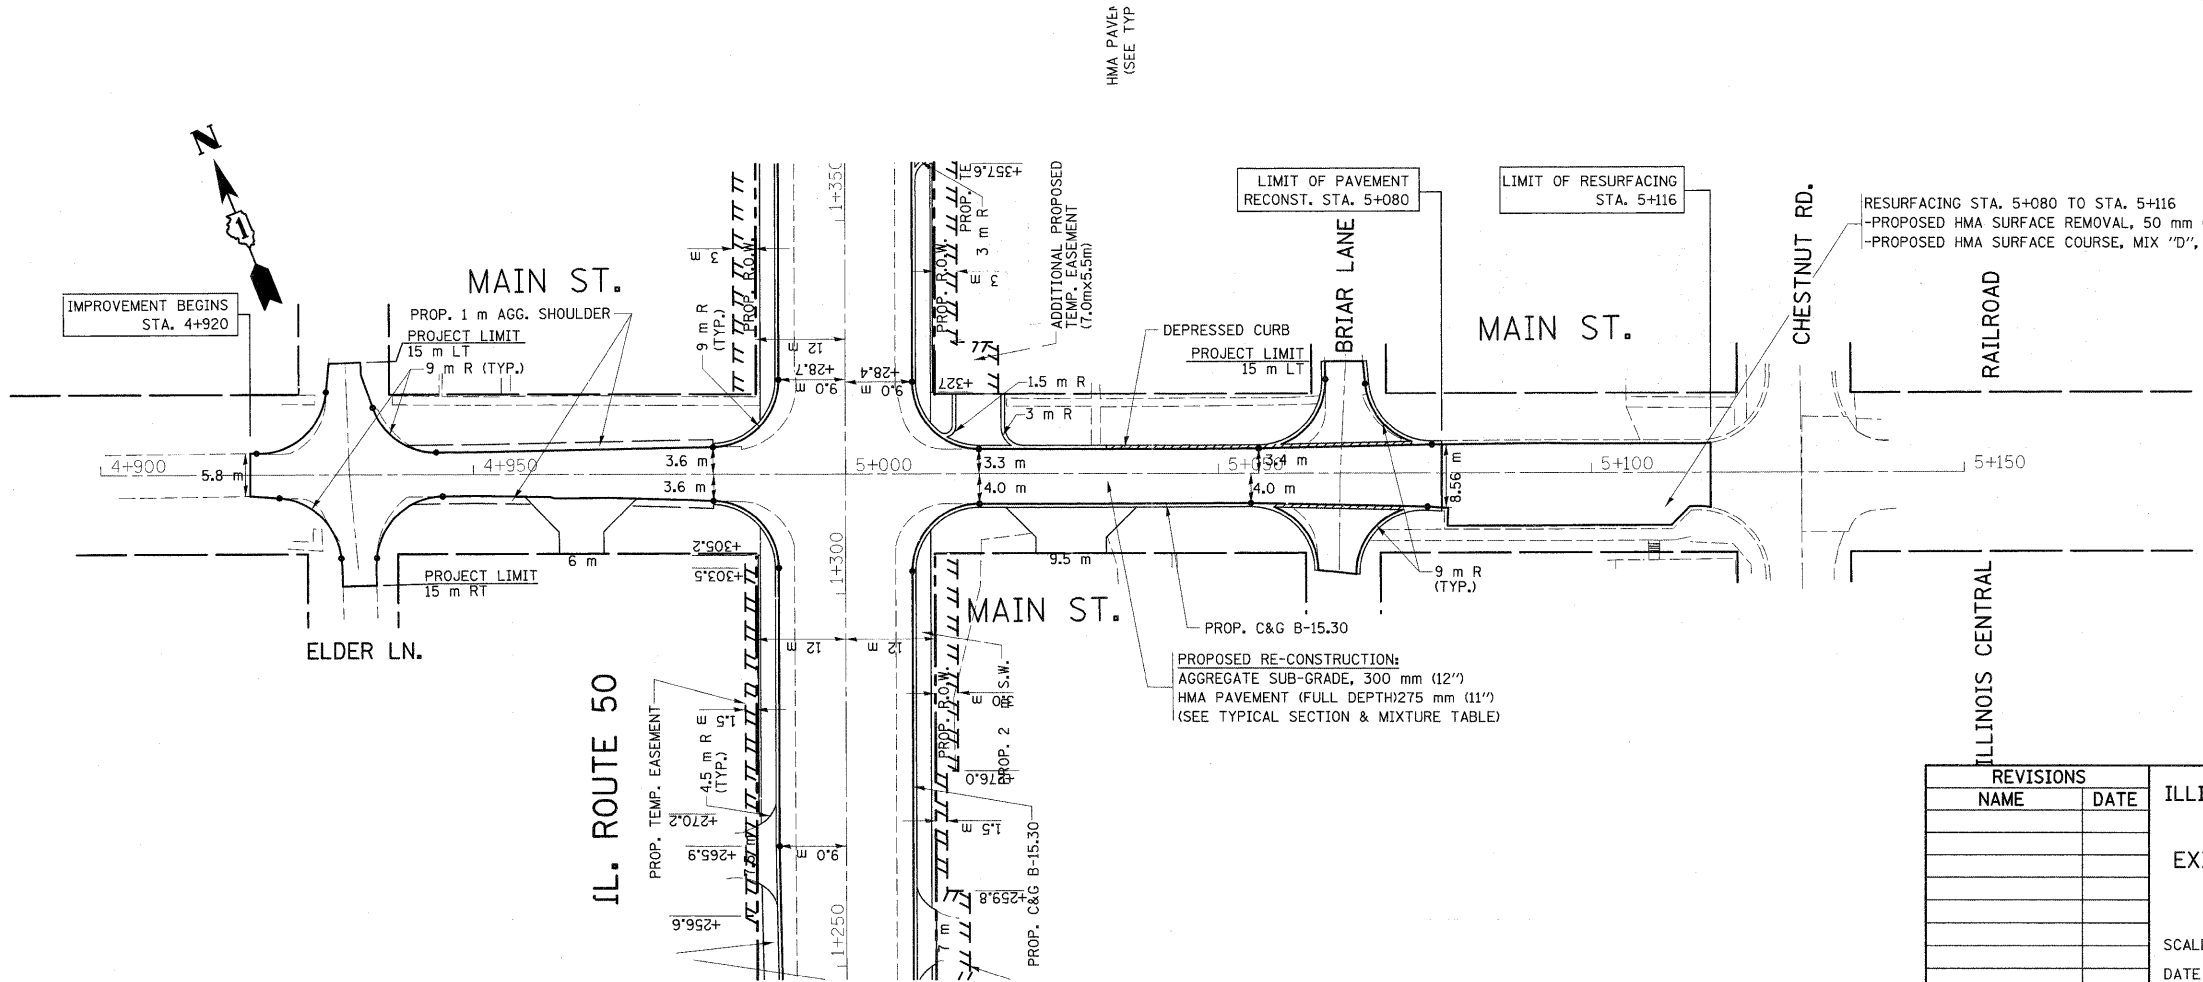 HMA PAVEM
(SEE TYP
N
1
IMPROVEMENT BEGINS
STA. 4+920
MAIN ST.
PROP. 1 m AGG. SHOULDER
PROJECT LIMIT
15 m LT
9 m R (TYP.)
4+900
5.8 m
4+950
3.6 m
3.6 m
PROJECT LIMIT
15 m RT
ELDER LN.
6 m
9 m R
(TYP.)
3 m
PROP. R.O.W.
12 m
+28.7
9.0 m
+28.4
9.0 m
1+350
PROP. R.O.W.
PROP. TE
3 m R
3 m
+357.6
ADDITIONAL PROPOSED
TEMP. EASEMENT
(7.0mx5.5m)
+327
1.5 m R
3 m R
DEPRESSED CURB
PROJECT LIMIT
15 m LT
LIMIT OF PAVEMENT
RECONST. STA. 5+080
BRIAR LANE
LIMIT OF RESURFACING
STA. 5+116
MAIN ST.
CHESTNUT RD.
RESURFACING STA. 5+080 TO STA. 5+116
-PROPOSED HMA SURFACE REMOVAL, 50 mm
-PROPOSED HMA SURFACE COURSE, MIX "D",
RAILROAD
ILLINOIS CENTRAL
5+000
3.3 m
4.0 m
5+050
3.4 m
4.0 m
8.56 m
5+100
5+150
9.5 m
9 m R
(TYP.)
MAIN ST.
PROP. C&G B-15.30
PROPOSED RE-CONSTRUCTION:
AGGREGATE SUB-GRADE, 300 mm (12")
HMA PAVEMENT (FULL DEPTH)275 mm (11")
(SEE TYPICAL SECTION & MIXTURE TABLE)
+305.2
+303.5
1+300
12 m
12 m
IL. ROUTE 50
PROP. TEMP. EASEMENT
1.5 m
4.5 m R
(TYP.)
+270.2
+265.9
7.5 m
+256.6
9.0 m
1+250
PROP. R.O.W.
PROP. 2 m S.W.
+276.0
1.5 m
+259.8
7 m
PROP. C&G B-15.30
REVISIONS
NAME
DATE
ILLI
EXI
SCALE
DATE